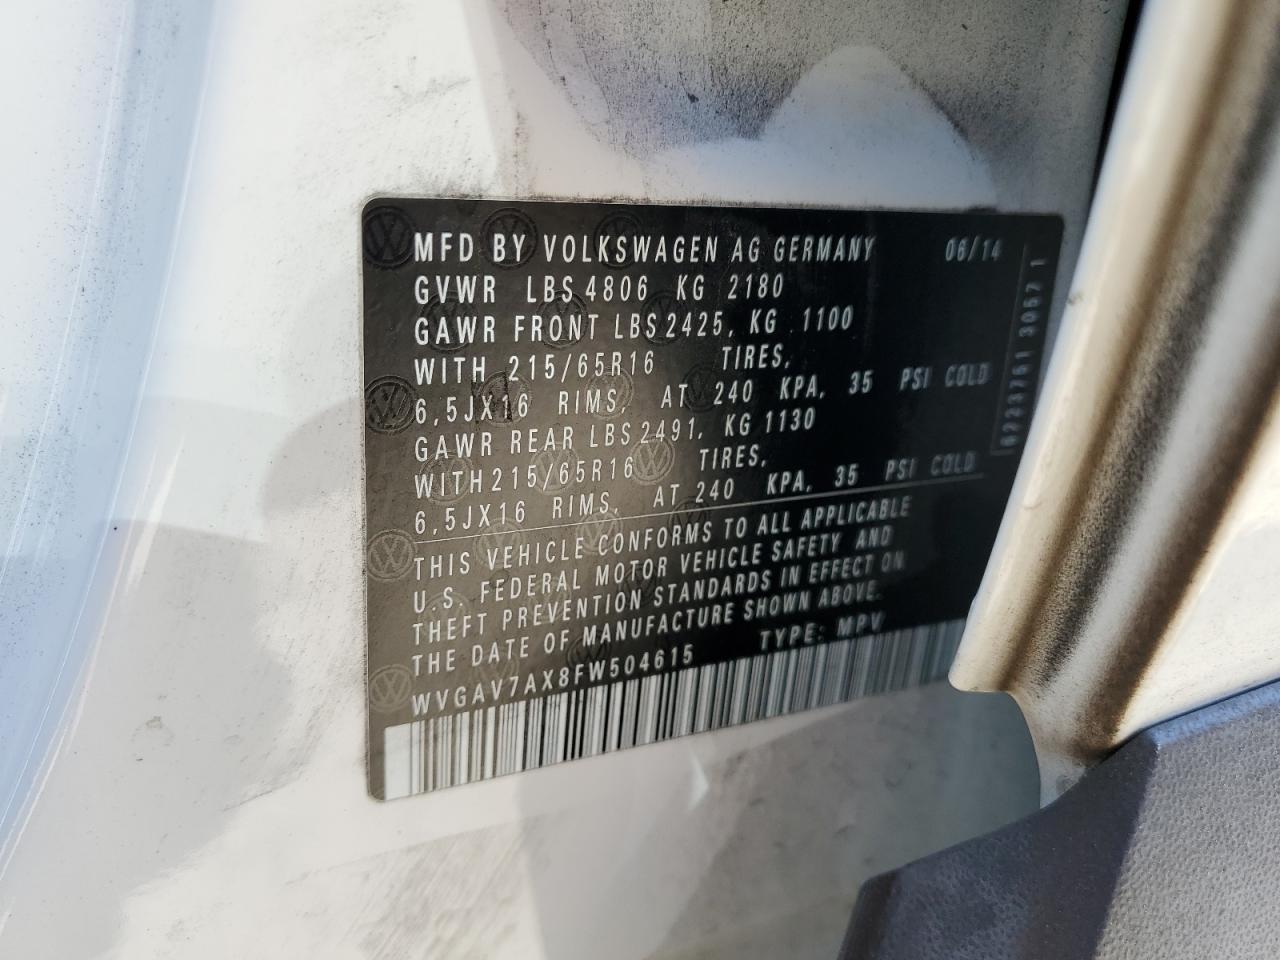 MFD BY VOLKSWAGEN AG GERMANY 06/14
GVWR LBS 4806 KG 2180
GAWR FRONT LBS 2425, KG 1100
WITH 215/65R16 TIRES,
6,5JX16 RIMS, AT 240 KPA, 35 PSI COLD
GAWR REAR LBS 2491, KG 1130
WITH 215/65R16 TIRES,
6,5JX16 RIMS, AT 240 KPA, 35 PSI COLD
THIS VEHICLE CONFORMS TO ALL APPLICABLE
U.S. FEDERAL MOTOR VEHICLE SAFETY AND
THEFT PREVENTION STANDARDS IN EFFECT ON
THE DATE OF MANUFACTURE SHOWN ABOVE.
WVGAV7AX8FW504615 TYPE: MPV